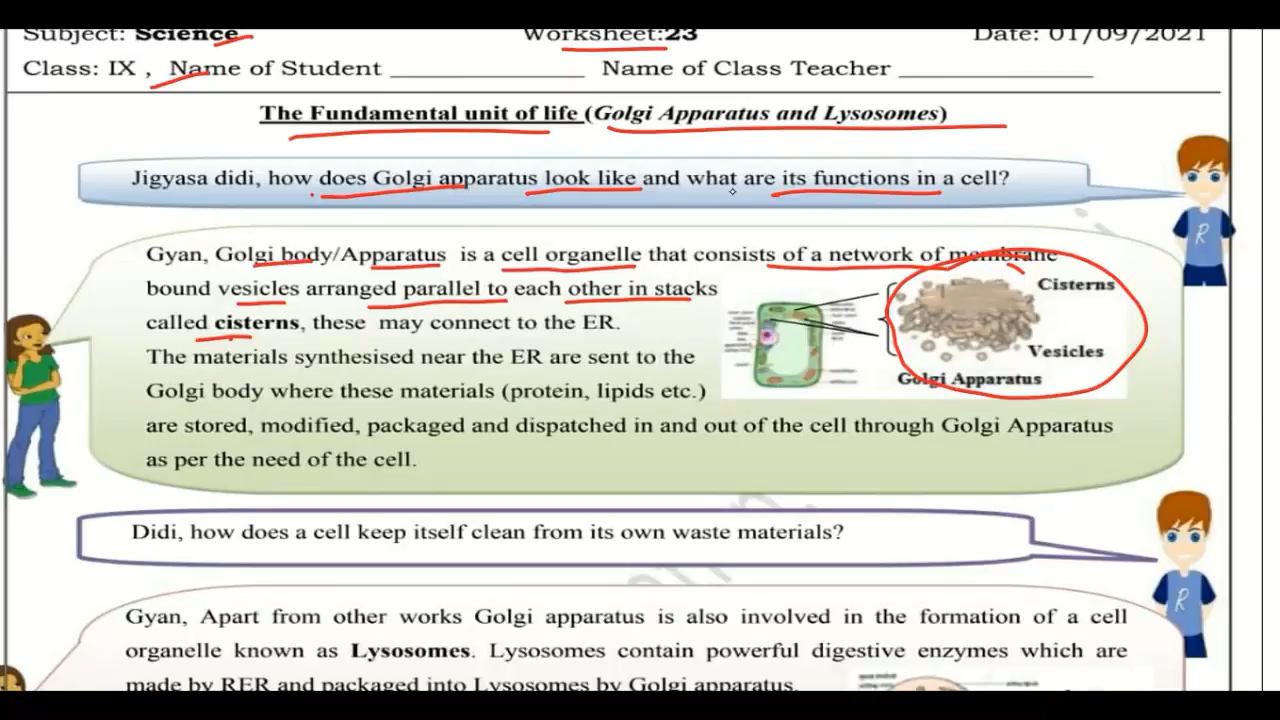 Subject: Science Worksheet:23 Date: 01/09/2021
Class: IX , Name of Student ______________ Name of Class Teacher ______________
The Fundamental unit of life (Golgi Apparatus and Lysosomes)
Jigyasa didi, how does Golgi apparatus look like and what are its functions in a cell?
R
Gyan, Golgi body/Apparatus is a cell organelle that consists of a network of membrane
bound vesicles arranged parallel to each other in stacks
called cisterns, these may connect to the ER.
The materials synthesised near the ER are sent to the
Golgi body where these materials (protein, lipids etc.)
are stored, modified, packaged and dispatched in and out of the cell through Golgi Apparatus
as per the need of the cell.
Cisterns
Vesicles
Golgi Apparatus
Didi, how does a cell keep itself clean from its own waste materials?
R
Gyan, Apart from other works Golgi apparatus is also involved in the formation of a cell
organelle known as Lysosomes. Lysosomes contain powerful digestive enzymes which are
made by RER and packaged into Lysosomes by Golgi apparatus.